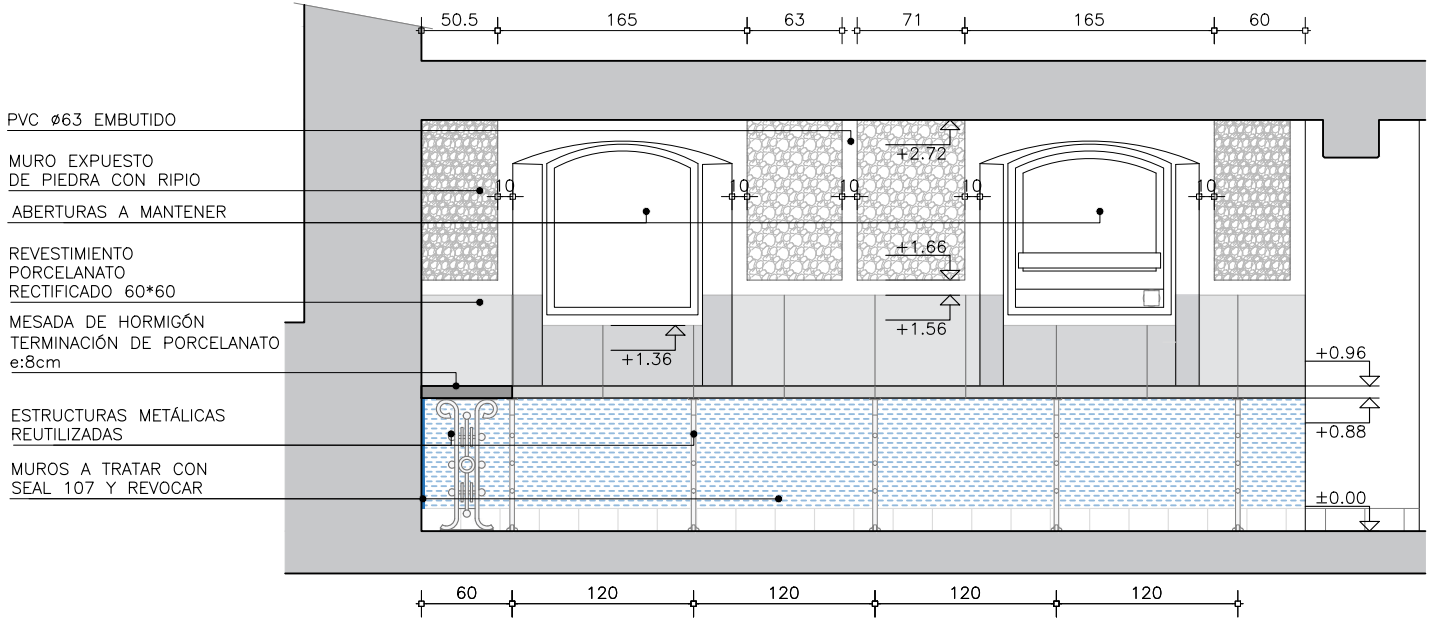 50.5 165 63 71 165 60
PVC ø63 EMBUTIDO
MURO EXPUESTO
DE PIEDRA CON RIPIO
ABERTURAS A MANTENER
REVESTIMIENTO
PORCELANATO
RECTIFICADO 60*60
MESADA DE HORMIGÓN
TERMINACIÓN DE PORCELANATO
e:8cm
ESTRUCTURAS METÁLICAS
REUTILIZADAS
MUROS A TRATAR CON
SEAL 107 Y REVOCAR
+2.72
10 10 10 10 10
+1.66
+1.56
+1.36
+0.96
+0.88
±0.00
60 120 120 120 120